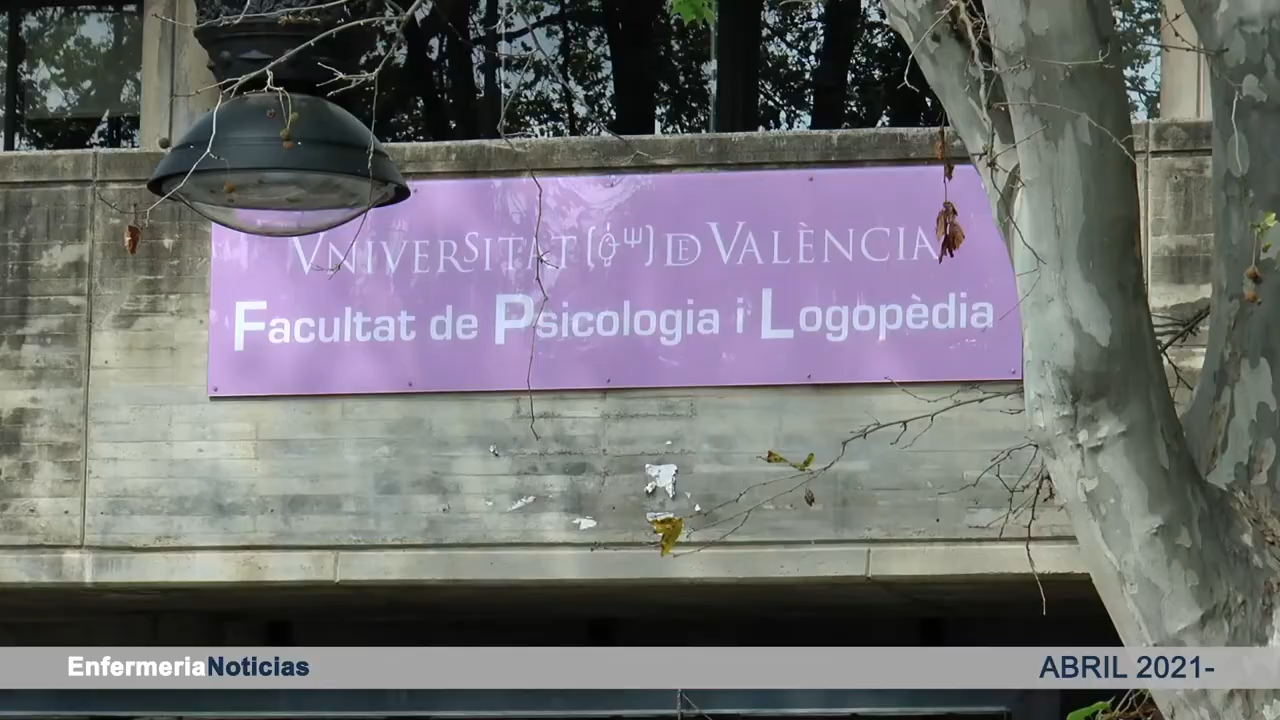 VNIVERSITAT (Φ Ψ) DE VALÈNCIA
Facultat de Psicologia i Logopèdia
EnfermeriaNoticias
ABRIL 2021-